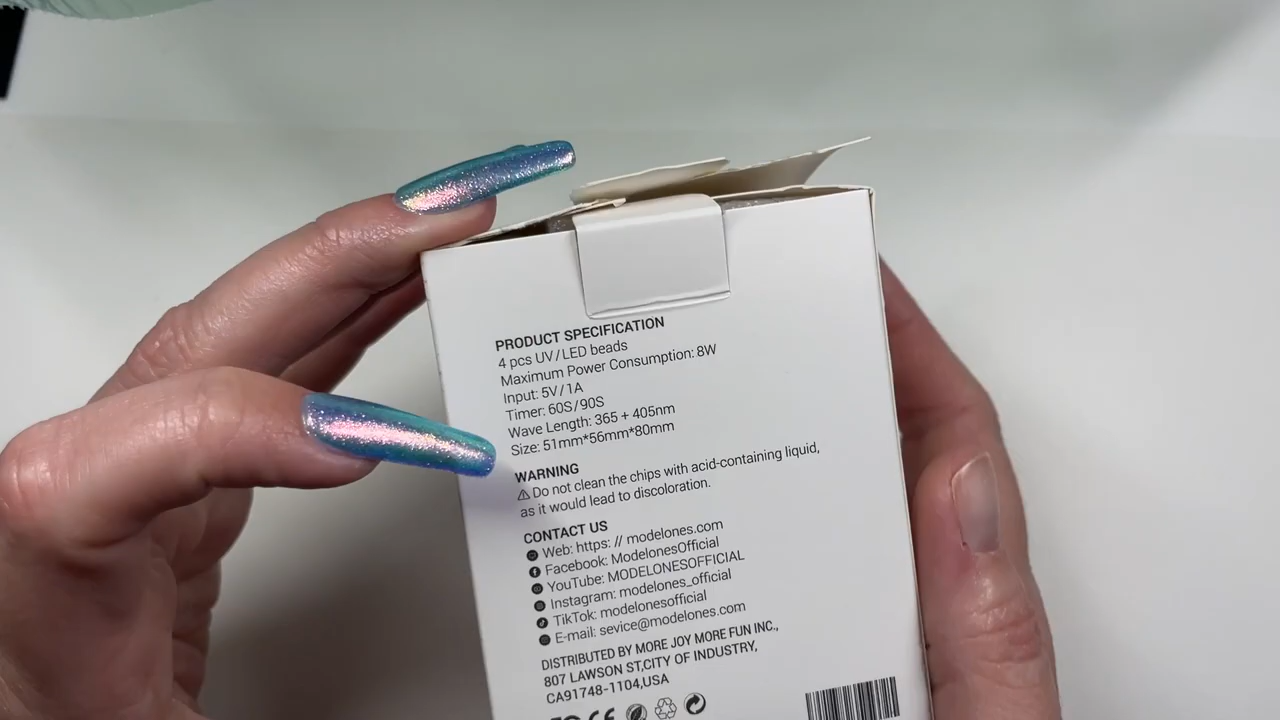 PRODUCT SPECIFICATION
4 pcs UV/LED beads
Maximum Power Consumption: 8W
Input: 5V/1A
Timer: 60S/90S
Wave Length: 365 + 405nm
Size: 51mm*56mm*80mm
WARNING
⚠ Do not clean the chips with acid-containing liquid,
as it would lead to discoloration.
CONTACT US
Web: https: // modelones.com
Facebook: ModelonesOfficial
YouTube: MODELONESOFFICIAL
Instagram: modelones_official
TikTok: modelonesofficial
E-mail: sevice@modelones.com
DISTRIBUTED BY MORE JOY MORE FUN INC.,
807 LAWSON ST,CITY OF INDUSTRY,
CA91748-1104,USA